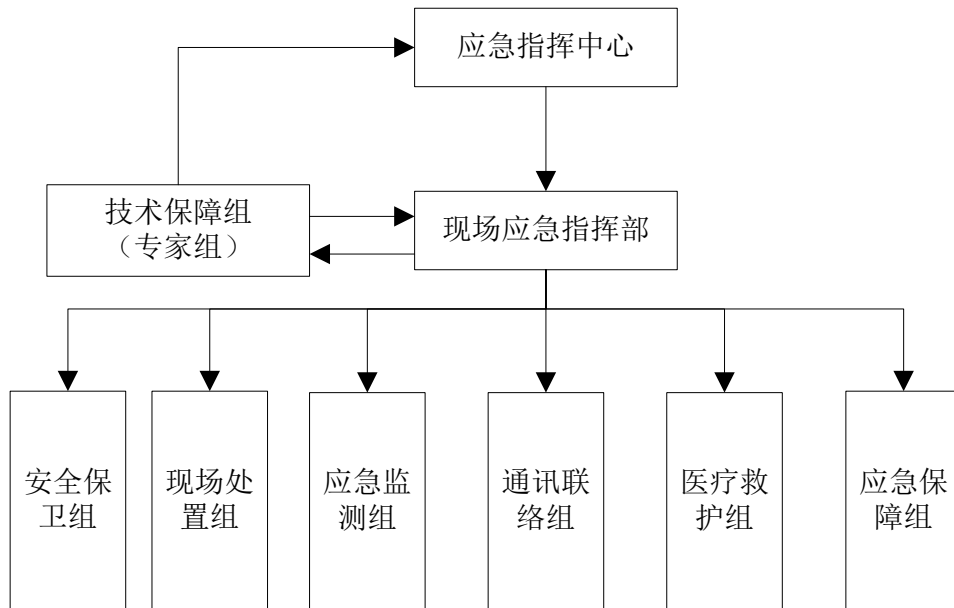 应急指挥中心
技术保障组
（专家组）
现场应急指挥部
安全保
卫组
现场处
置组
应急监
测组
通讯联
络组
医疗救
护组
应急保
障组